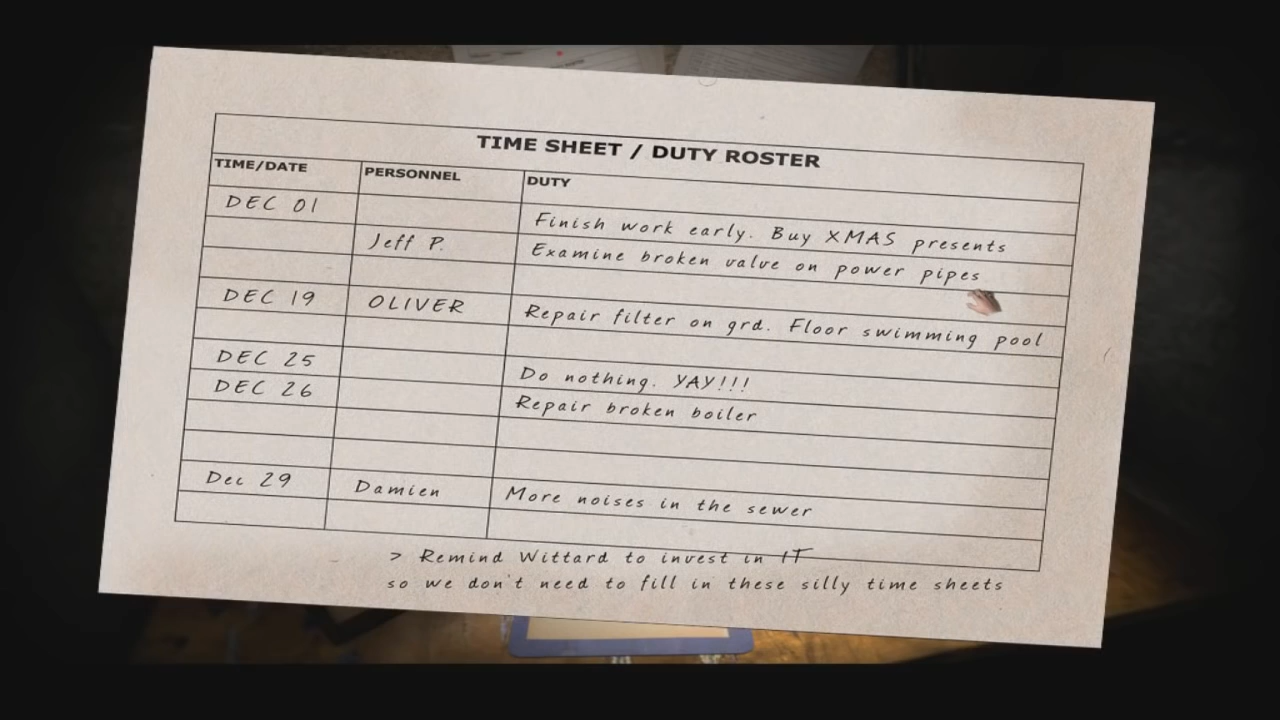 TIME SHEET / DUTY ROSTER
TIME/DATE PERSONNEL DUTY
DEC 01 Finish work early. Buy XMAS presents
Jeff P. Examine broken valve on power pipes
DEC 19 OLIVER Repair filter on grd. Floor swimming pool
DEC 25 Do nothing. YAY!!!
DEC 26 Repair broken boiler
Dec 29 Damien More noises in the sewer
> Remind Wittard to invest in IT
so we don't need to fill in these silly time sheets